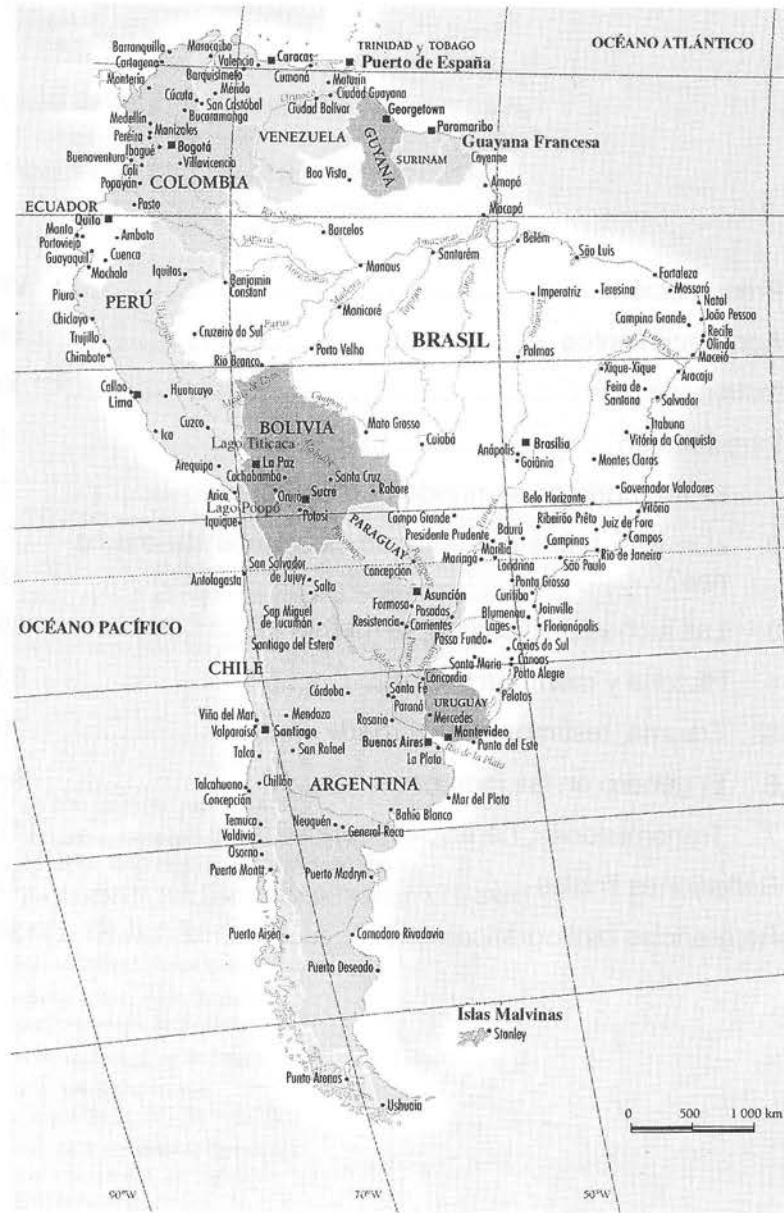 OCÉANO ATLÁNTICO
TRINIDAD y TOBAGO
Puerto de España
Barranquilla
Maracaibo
Cartagena
Valencia
Caracas
Barquisimeto
Cumaná
Maturín
Montería
Mérida
Ciudad Guayana
Cúcuta
San Castóbal
Ciudad Bolívar
Bucaramanga
Georgetown
Medellín
Paramaribo
Pereira
Manizales
VENEZUELA
GUYANA
Guayana Francesa
Ibagué
Bogotá
SURINAM
Cayenne
Buenaventura
Villavicencia
Cali
Boa Vista
Popayán
COLOMBIA
Amapá
ECUADOR
Pasto
Macapá
Quito
Manta
Ambato
Barcelos
Belém
Portoviejo
São Luis
Guayaquil
Cuenca
Manaus
Santarém
Machala
Iquitos
Benjamin
Constant
Fortaleza
Imperatriz
Teresina
Mossoró
Piura
PERÚ
Natal
Manicoré
João Pessoa
Chiclayo
Campina Grande
Cruzeiro do Sul
Purus
BRASIL
Recife
Trujillo
Olinda
Chimbote
Porto Velho
Palmas
Maceió
Rio Branco
Xique-Xique
Aracaju
Callao
Huancayo
Feira de
Santana
Lima
Salvador
BOLIVIA
Mato Grosso
Itabuna
Ica
Cuzco
Cuiabá
Brasilia
Vitória da Conquista
Lago Titicaca
Anápolis
Arequipa
La Paz
Goiânia
Montes Claros
Cochabamba
Santa Cruz
Arica
Oruro
Sucre
Robore
Governador Valadores
Lago Poopó
Belo Horizonte
Potosí
Vitória
Iquique
Campo Grande
Ribeirão Prêto
Juiz de Fora
PARAGUAY
Presidente Prudente
Baurú
Campos
Marilia
Campinas
Maringá
Rio de Janeiro
San Salvador
de Jujuy
Concepción
Londrina
São Paulo
Antofagasta
Salta
Ponta Grossa
Asunción
Curitiba
Formosa
Posadas
Joinville
San Miguel
de Tucumán
Blumenau
OCÉANO PACÍFICO
Resistencia
Corrientes
Lages
Florianópolis
Santiago del Estero
Passo Fundo
Caxias do Sul
CHILE
Santa Maria
Canoas
Porto Alegre
Concordia
Córdoba
Santa Fe
Pelotas
Paraná
URUGUAY
Viña del Mar
Mendoza
Rosario
Mercedes
Valparaíso
Santiago
Montevideo
Buenos Aires
Punta del Este
Talca
San Rafael
La Plata
Rio de la Plata
Talcahuano
Chillán
ARGENTINA
Concepción
Mar del Plata
Bahía Blanca
Temuco
Neuquén
General Roca
Valdivia
Osorno
Puerto Montt
Puerto Madryn
Puerto Aisén
Comodoro Rivadavia
Puerto Deseado
Islas Malvinas
Stanley
Punta Arenas
Ushuaia
0 500 1 000 km
90°W 70°W 50°W